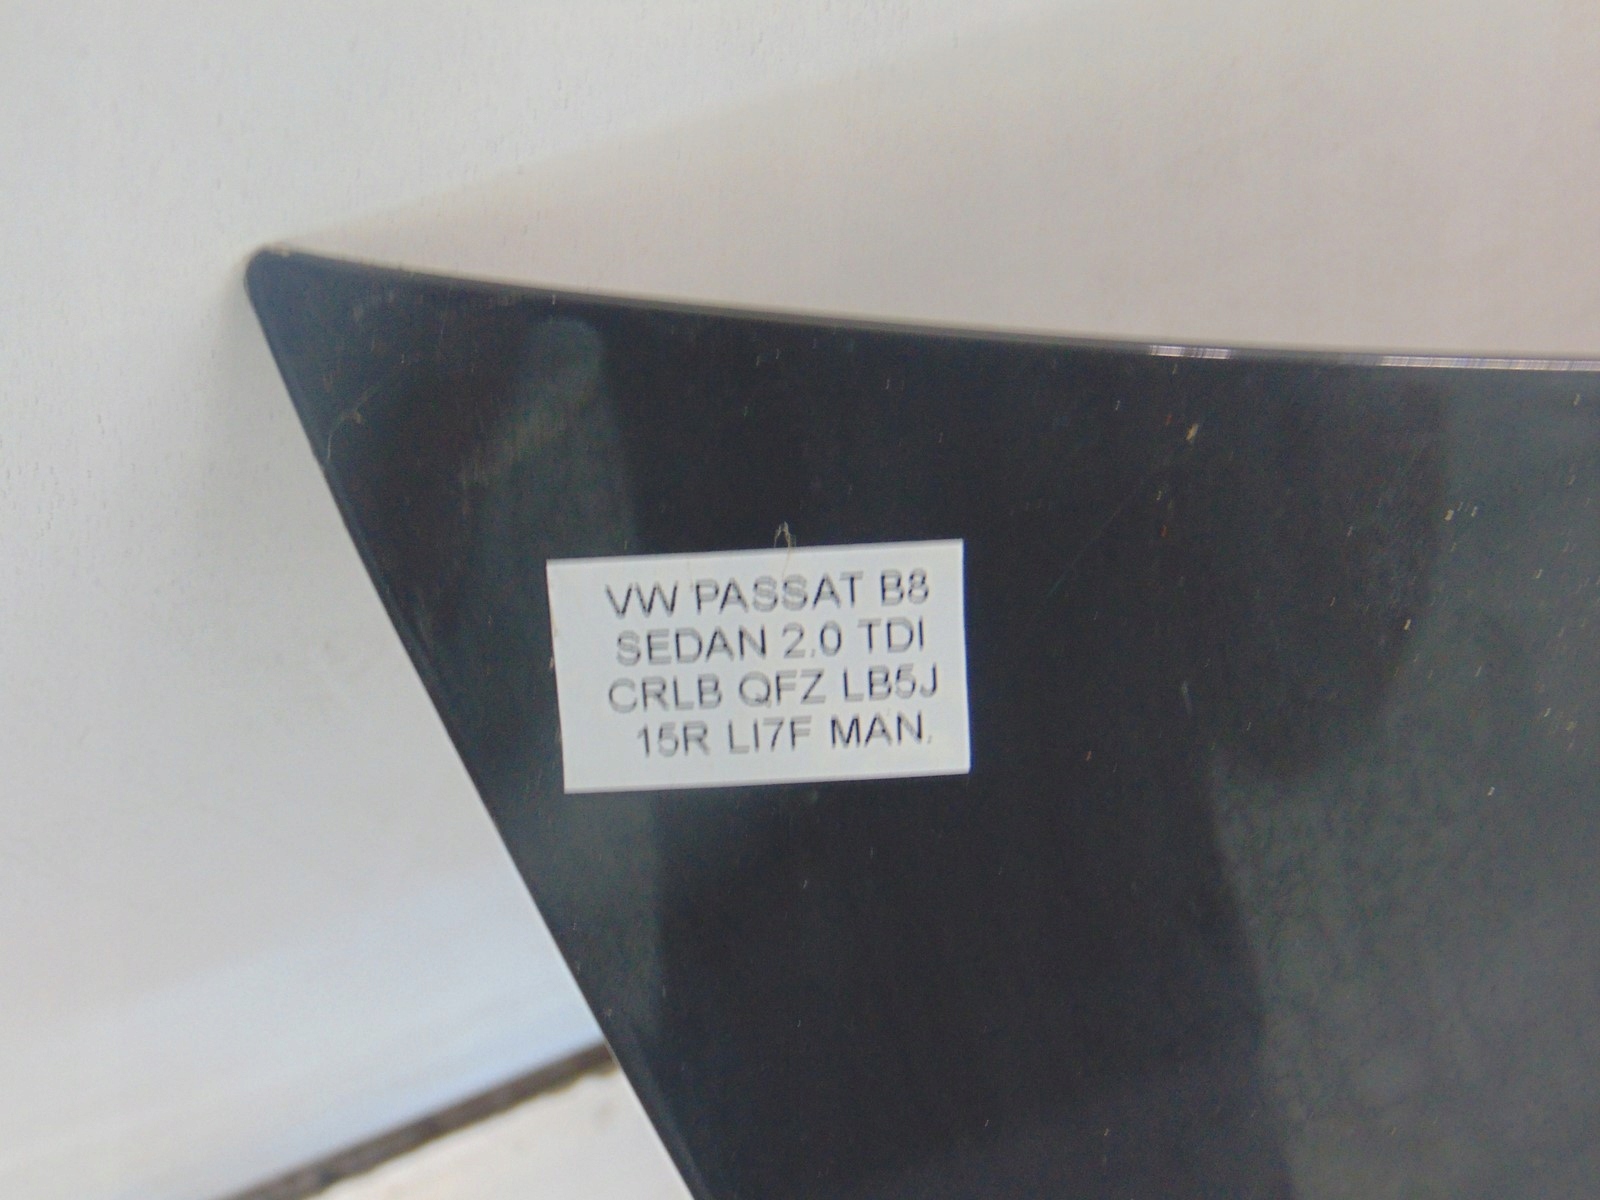 VW PASSAT B8
SEDAN 2.0 TDI
CRLB QFZ LB5J
15R LI7F MAN.